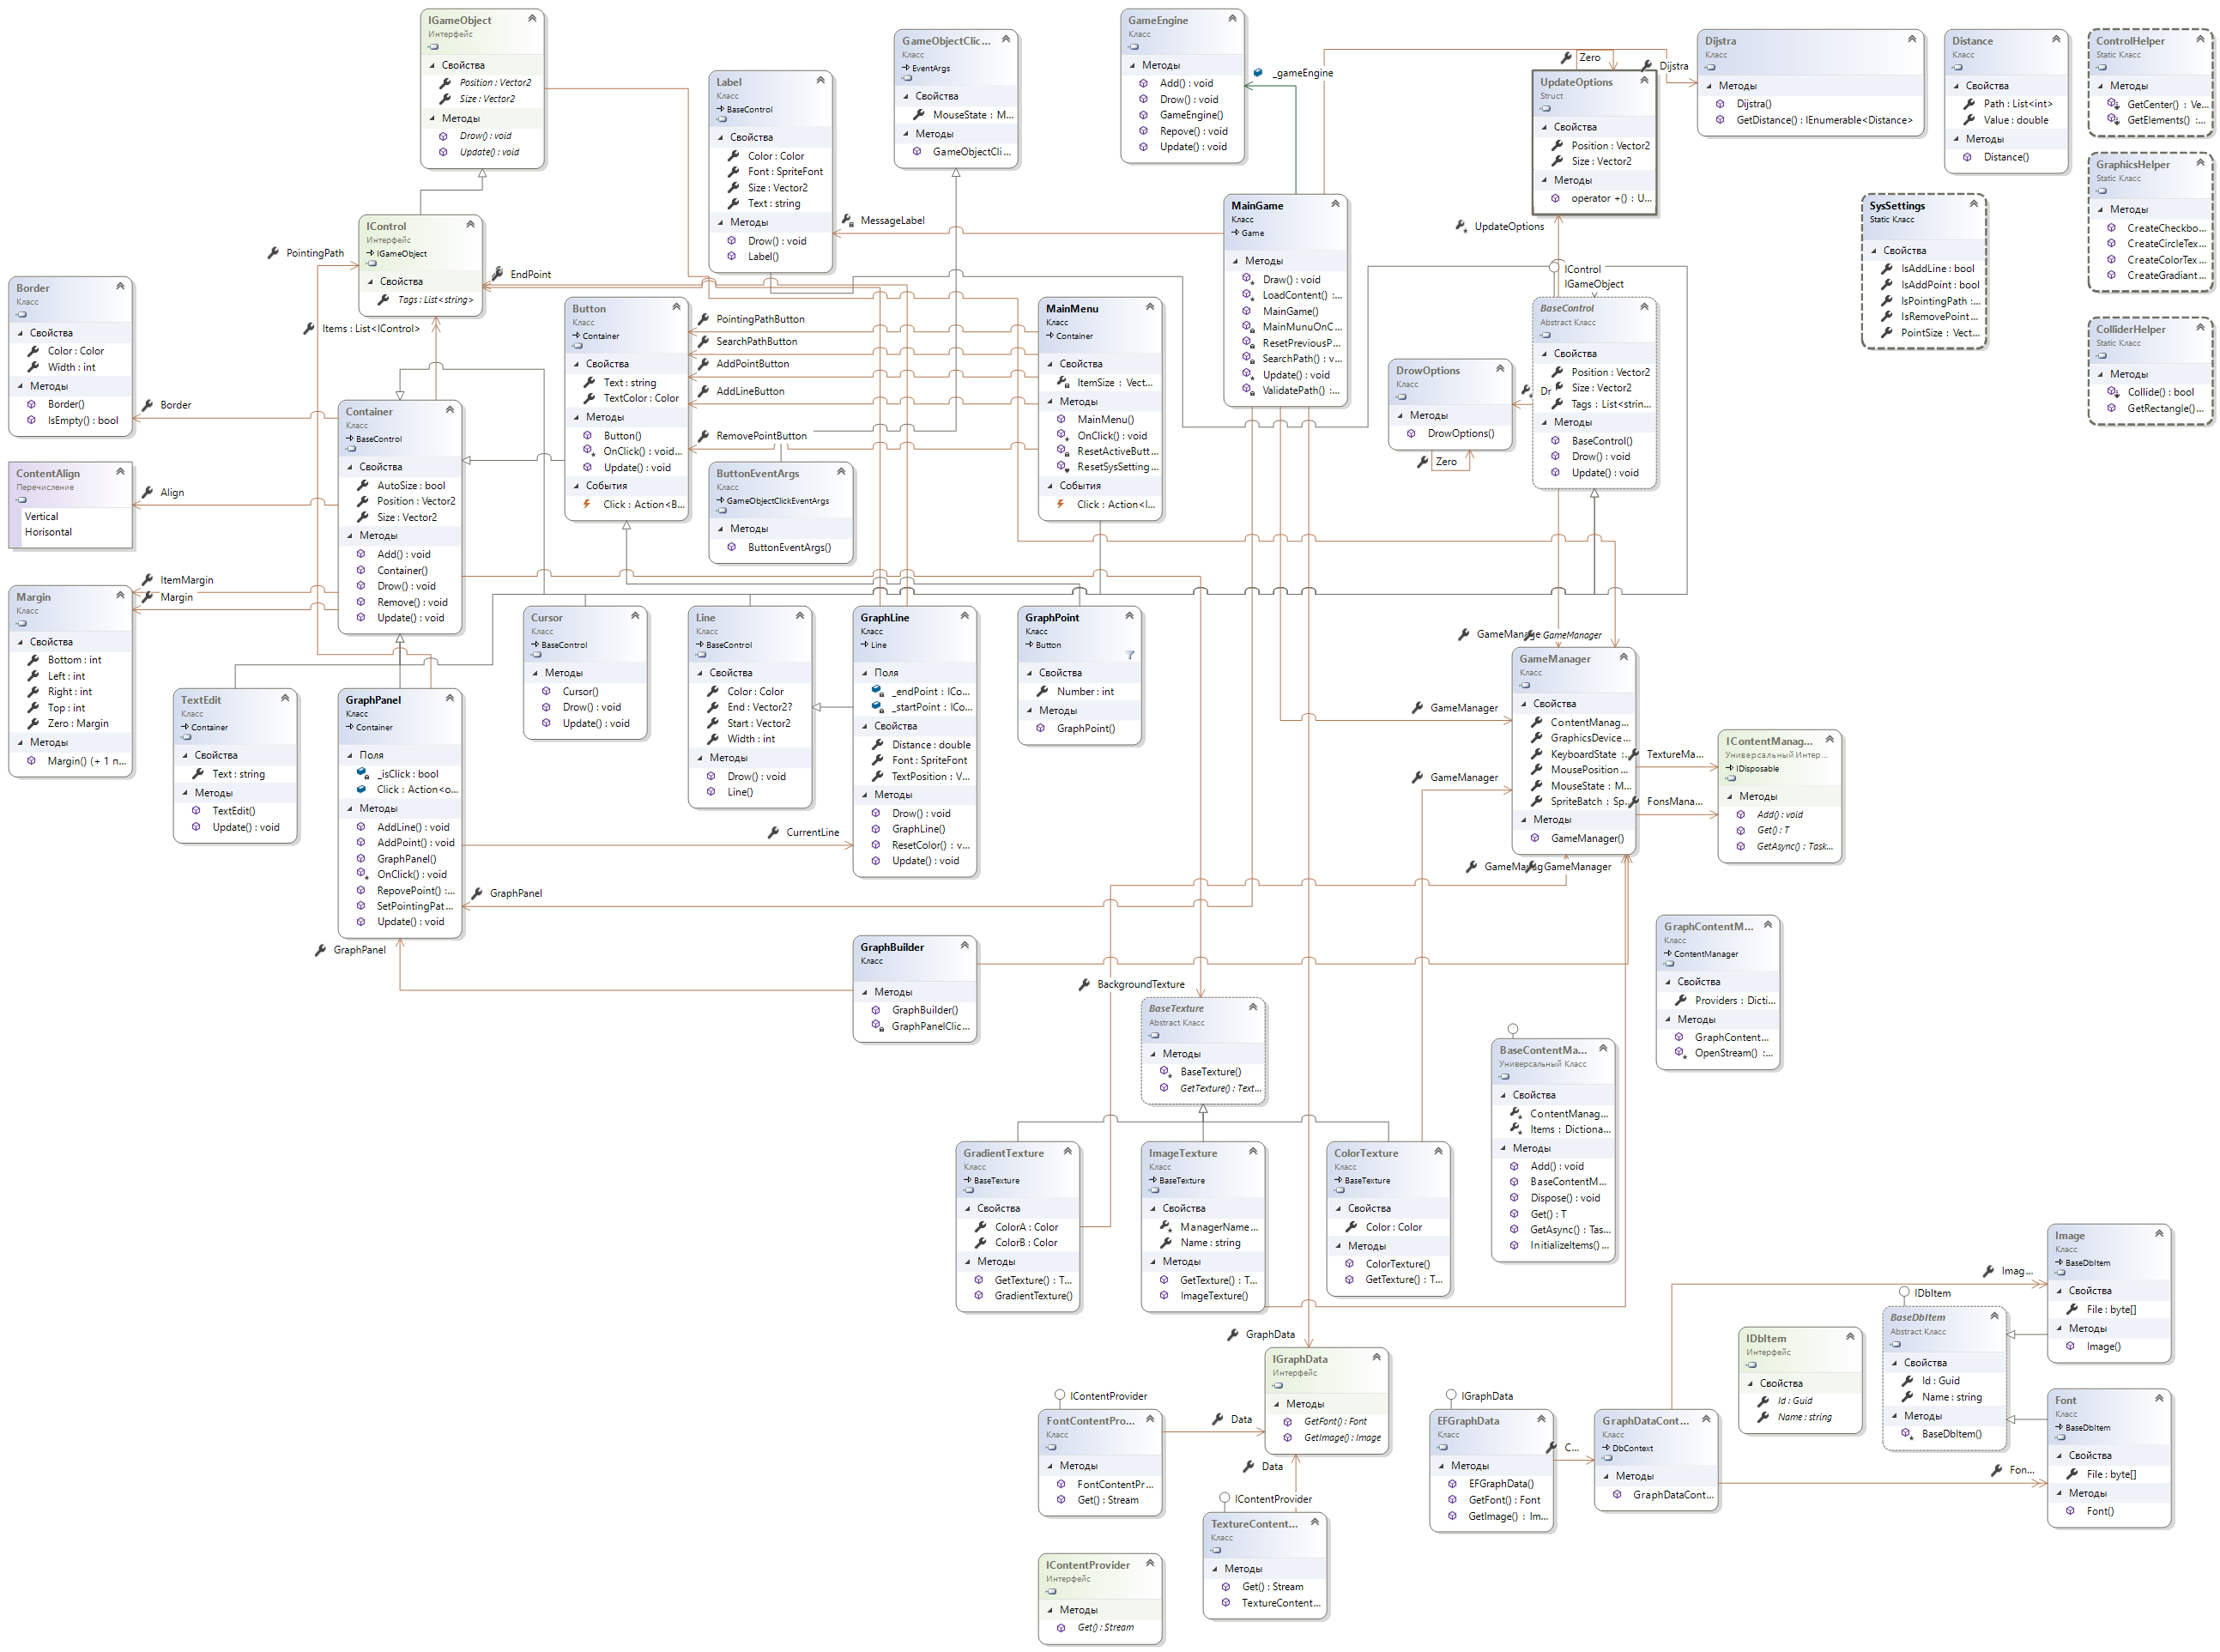 IGameObject
Интерфейс
Свойства
Position : Vector2
Size : Vector2
Методы
Drow() : void
Update() : void
GameObjectClic...
Класс
EventArgs
Свойства
MouseState : M...
Методы
GameObjectCli...
GameEngine
Класс
Методы
Add() : void
Drow() : void
GameEngine()
Repove() : void
Update() : void
_gameEngine
Zero
Dijstra
UpdateOptions
Struct
Свойства
Position : Vector2
Size : Vector2
Методы
operator +() : U...
Dijstra
Класс
Методы
Dijstra()
GetDistance() : IEnumerable<Distance>
Distance
Класс
Свойства
Path : List<int>
Value : double
Методы
Distance()
ControlHelper
Static Класс
Методы
GetCenter() : Ve...
GetElements() :...
GraphicsHelper
Static Класс
Методы
CreateCheckbo...
CreateCircleTex...
CreateColorTex...
CreateGradiant...
ColliderHelper
Static Класс
Методы
Collide() : bool
GetRectangle()...
SysSettings
Static Класс
Свойства
IsAddLine : bool
IsAddPoint : bool
IsPointingPath :...
IsRemovePoint...
PointSize : Vect...
Label
Класс
BaseControl
Свойства
Color : Color
Font : SpriteFont
Size : Vector2
Text : string
Методы
Drow() : void
Label()
MessageLabel
MainGame
Класс
Game
Методы
Draw() : void
LoadContent() :...
MainGame()
MainMunuOnC...
ResetPreviousP...
SearchPath() : v...
Update() : void
ValidatePath() :...
UpdateOptions
IControl
IGameObject
BaseControl
Abstract Класс
Свойства
Position : Vector2
Size : Vector2
Tags : List<strin...
Методы
BaseControl()
Drow() : void
Update() : void
DrowOptions
Класс
Методы
DrowOptions()
Dr
Zero
IControl
Интерфейс
IGameObject
Свойства
Tags : List<string>
PointingPath
EndPoint
Items : List<IControl>
Border
Класс
Свойства
Color : Color
Width : int
Методы
Border()
IsEmpty() : bool
Border
ContentAlign
Перечисление
Vertical
Horisontal
Align
Margin
Класс
Свойства
Bottom : int
Left : int
Right : int
Top : int
Zero : Margin
Методы
Margin() (+ 1 п...
ItemMargin
Margin
Container
Класс
BaseControl
Свойства
AutoSize : bool
Position : Vector2
Size : Vector2
Методы
Add() : void
Container()
Drow() : void
Remove() : void
Update() : void
Button
Класс
Container
Свойства
Text : string
TextColor : Color
Методы
Button()
OnClick() : void...
Update() : void
События
Click : Action<B...
PointingPathButton
SearchPathButton
AddPointButton
AddLineButton
RemovePointButton
ButtonEventArgs
Класс
GameObjectClickEventArgs
Методы
ButtonEventArgs()
MainMenu
Класс
Container
Свойства
ItemSize : Vect...
Методы
MainMenu()
OnClick() : void
ResetActiveButt...
ResetSysSetting...
События
Click : Action<I...
TextEdit
Класс
Container
Свойства
Text : string
Методы
TextEdit()
Update() : void
GraphPanel
Класс
Container
Поля
_isClick : bool
Click : Action<o...
Методы
AddLine() : void
AddPoint() : void
GraphPanel()
OnClick() : void
RepovePoint() :...
SetPointingPat...
Update() : void
GraphPanel
GraphPanel
Cursor
Класс
BaseControl
Методы
Cursor()
Drow() : void
Update() : void
Line
Класс
BaseControl
Свойства
Color : Color
End : Vector2?
Start : Vector2
Width : int
Методы
Drow() : void
Line()
CurrentLine
GraphLine
Класс
Line
Поля
_endPoint : ICo...
_startPoint : ICo...
Свойства
Distance : double
Font : SpriteFont
TextPosition : V...
Методы
Drow() : void
GraphLine()
ResetColor() : v...
Update() : void
GraphPoint
Класс
Button
Свойства
Number : int
Методы
GraphPoint()
GameManage
GameManager
GameManager
Класс
Свойства
ContentManag...
GraphicsDevice...
KeyboardState :...
MousePosition...
MouseState : M...
SpriteBatch : Sp...
Методы
GameManager()
GameManager
GameManager
GameManag
GameManager
TextureMa...
FonsMana...
IContentManag...
Универсальный Интер...
IDisposable
Методы
Add() : void
Get() : T
GetAsync() : Task...
GraphBuilder
Класс
Методы
GraphBuilder()
GraphPanelClic...
BackgroundTexture
BaseTexture
Abstract Класс
Методы
BaseTexture()
GetTexture() : Text...
GraphContentM...
Класс
ContentManager
Свойства
Providers : Dicti...
Методы
GraphContent...
OpenStream() :...
BaseContentMa...
Универсальный Класс
Свойства
ContentManag...
Items : Dictiona...
Методы
Add() : void
BaseContentM...
Dispose() : void
Get() : T
GetAsync() : Tas...
InitializeItems()...
GradientTexture
Класс
BaseTexture
Свойства
ColorA : Color
ColorB : Color
Методы
GetTexture() : T...
GradientTexture()
ImageTexture
Класс
BaseTexture
Свойства
ManagerName...
Name : string
Методы
GetTexture() : T...
ImageTexture()
ColorTexture
Класс
BaseTexture
Свойства
Color : Color
Методы
ColorTexture()
GetTexture() : T...
GraphData
IGraphData
Интерфейс
Методы
GetFont() : Font
GetImage() : Image
IContentProvider
FontContentPro...
Класс
Методы
FontContentPr...
Get() : Stream
Data
Data
IContentProvider
TextureContent...
Класс
Методы
Get() : Stream
TextureContent...
IContentProvider
Интерфейс
Методы
Get() : Stream
IGraphData
EFGraphData
Класс
Методы
EFGraphData()
GetFont() : Font
GetImage() : Im...
C...
GraphDataCont...
Класс
DbContext
Методы
GraphDataCont...
IDbItem
Интерфейс
Свойства
Id : Guid
Name : string
IDbItem
BaseDbItem
Abstract Класс
Свойства
Id : Guid
Name : string
Методы
BaseDbItem()
Imag...
Image
Класс
BaseDbItem
Свойства
File : byte[]
Методы
Image()
Fon...
Font
Класс
BaseDbItem
Свойства
File : byte[]
Методы
Font()